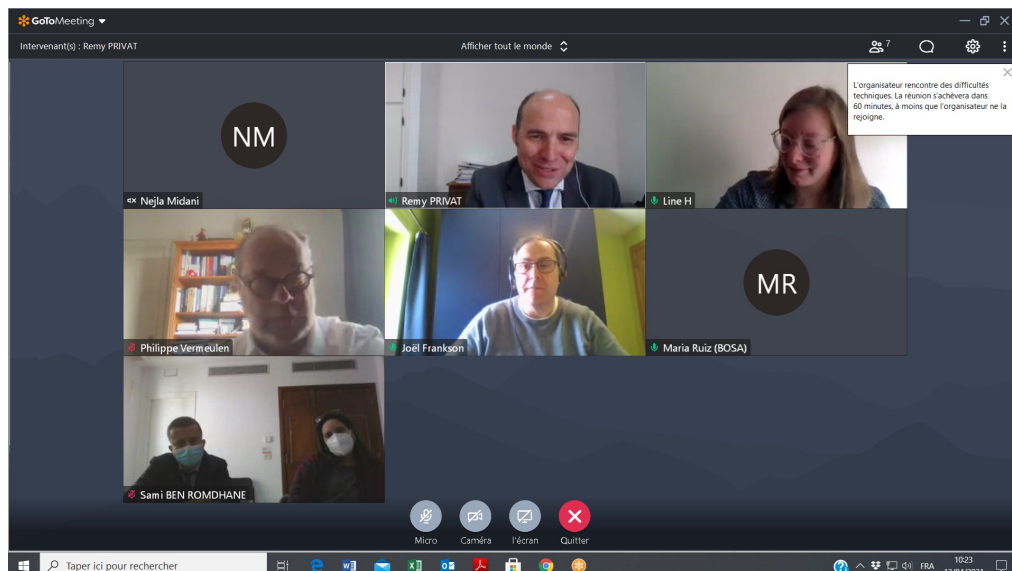 GoToMeeting
Intervenant(s) : Remy PRIVAT
Afficher tout le monde
7
L'organisateur rencontre des difficultés
techniques. La réunion s'achèvera dans
60 minutes, à moins que l'organisateur ne la
rejoigne.
NM
Nejla Midani
Remy PRIVAT
Line H
Philippe Vermeulen
Joël Frankson
MR
Maria Ruiz (BOSA)
Sami BEN ROMDHANE
Micro
Caméra
l'écran
Quitter
Taper ici pour rechercher
FRA
10:23